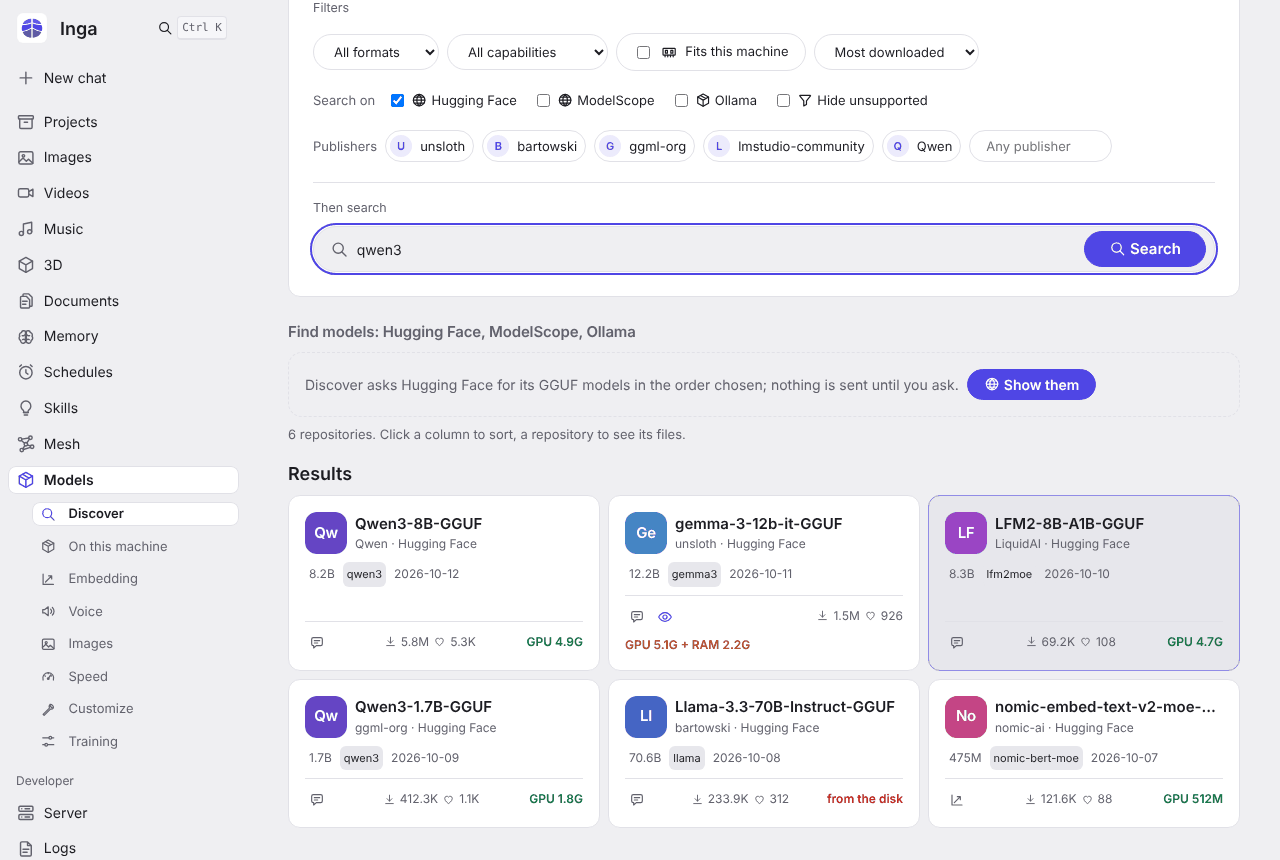 Inga
Ctrl K
New chat
Projects
Images
Videos
Music
3D
Documents
Memory
Schedules
Skills
Mesh
Models
Discover
On this machine
Embedding
Voice
Images
Speed
Customize
Training
Developer
Server
Logs
Filters
All formats
All capabilities
Fits this machine
Most downloaded
Search on
Hugging Face
ModelScope
Ollama
Hide unsupported
Publishers
U unsloth
B bartowski
G ggml-org
L lmstudio-community
Q Qwen
Any publisher
Then search
qwen3
Search
Find models: Hugging Face, ModelScope, Ollama
Discover asks Hugging Face for its GGUF models in the order chosen; nothing is sent until you ask.
Show them
6 repositories. Click a column to sort, a repository to see its files.
Results
Qw
Qwen3-8B-GGUF
Qwen · Hugging Face
8.2B qwen3 2026-10-12
5.8M 5.3K GPU 4.9G
Ge
gemma-3-12b-it-GGUF
unsloth · Hugging Face
12.2B gemma3 2026-10-11
1.5M 926
GPU 5.1G + RAM 2.2G
LF
LFM2-8B-A1B-GGUF
LiquidAI · Hugging Face
8.3B lfm2moe 2026-10-10
69.2K 108 GPU 4.7G
Qw
Qwen3-1.7B-GGUF
ggml-org · Hugging Face
1.7B qwen3 2026-10-09
412.3K 1.1K GPU 1.8G
Ll
Llama-3.3-70B-Instruct-GGUF
bartowski · Hugging Face
70.6B llama 2026-10-08
233.9K 312 from the disk
No
nomic-embed-text-v2-moe-...
nomic-ai · Hugging Face
475M nomic-bert-moe 2026-10-07
121.6K 88 GPU 512M